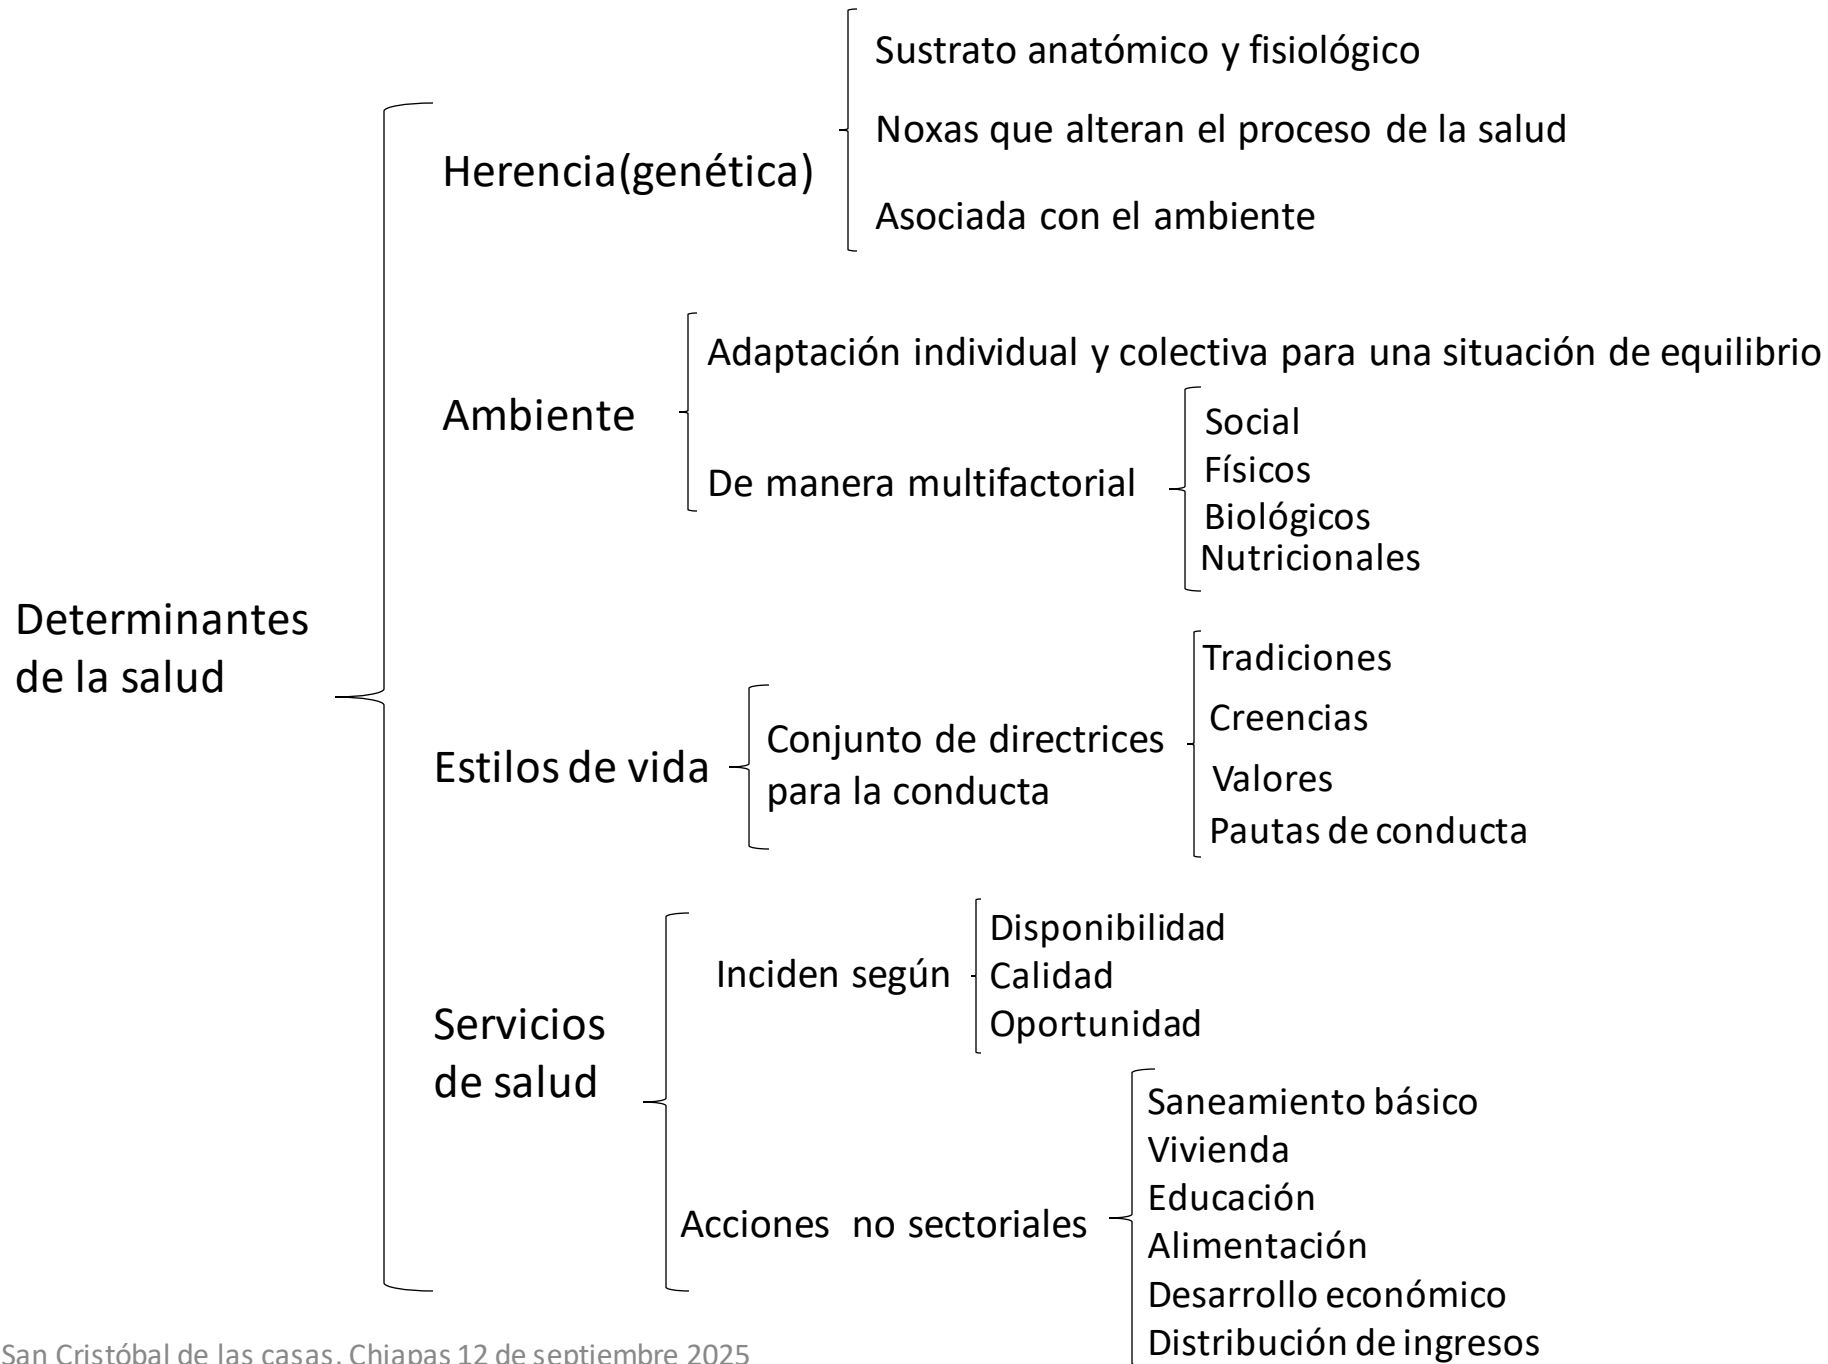 Determinantes
de la salud
Herencia(genética)
Sustrato anatómico y fisiológico
Noxas que alteran el proceso de la salud
Asociada con el ambiente
Ambiente
Adaptación individual y colectiva para una situación de equilibrio
De manera multifactorial
Social
Físicos
Biológicos
Nutricionales
Estilos de vida
Conjunto de directrices
para la conducta
Tradiciones
Creencias
Valores
Pautas de conducta
Servicios
de salud
Inciden según
Disponibilidad
Calidad
Oportunidad
Acciones no sectoriales
Saneamiento básico
Vivienda
Educación
Alimentación
Desarrollo económico
Distribución de ingresos
San Cristóbal de las casas, Chiapas 12 de septiembre 2025